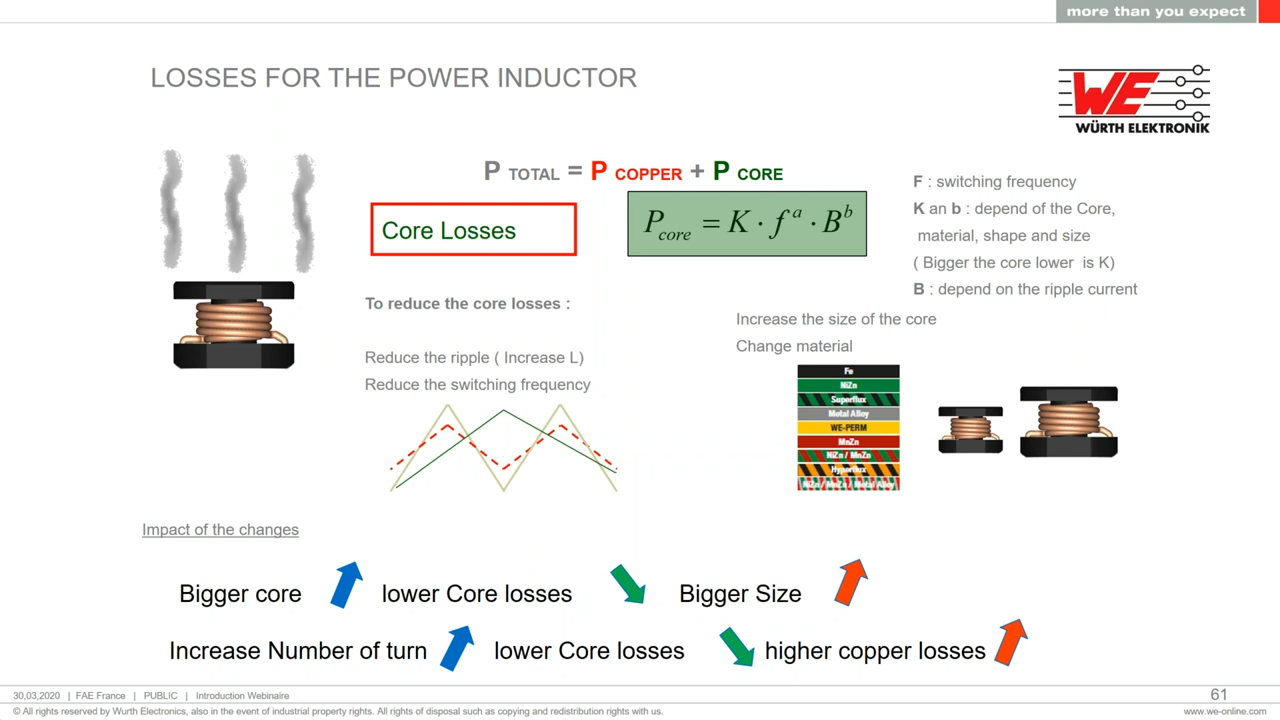 more than you expect
LOSSES FOR THE POWER INDUCTOR
WE
WÜRTH ELEKTRONIK
P TOTAL = P COPPER + P CORE
Core Losses
P_core = K · f^a · B^b
F : switching frequency
K an b : depend of the Core,
material, shape and size
( Bigger the core lower is K)
B : depend on the ripple current
To reduce the core losses :
Reduce the ripple ( Increase L)
Reduce the switching frequency
Increase the size of the core
Change material
Fe
NiZn
Superflux
Metal Alloy
WE-PERM
MnZn
NiZn / MnZn
Hyperflux
NiZn / MnZn / Metal Alloy
Impact of the changes
Bigger core lower Core losses Bigger Size
Increase Number of turn lower Core losses higher copper losses
30,03,2020 | FAE France | PUBLIC | Introduction Webinaire
61
© All rights reserved by Wurth Electronics, also in the event of industrial property rights. All rights of disposal such as copying and redistribution rights with us.
www.we-online.com